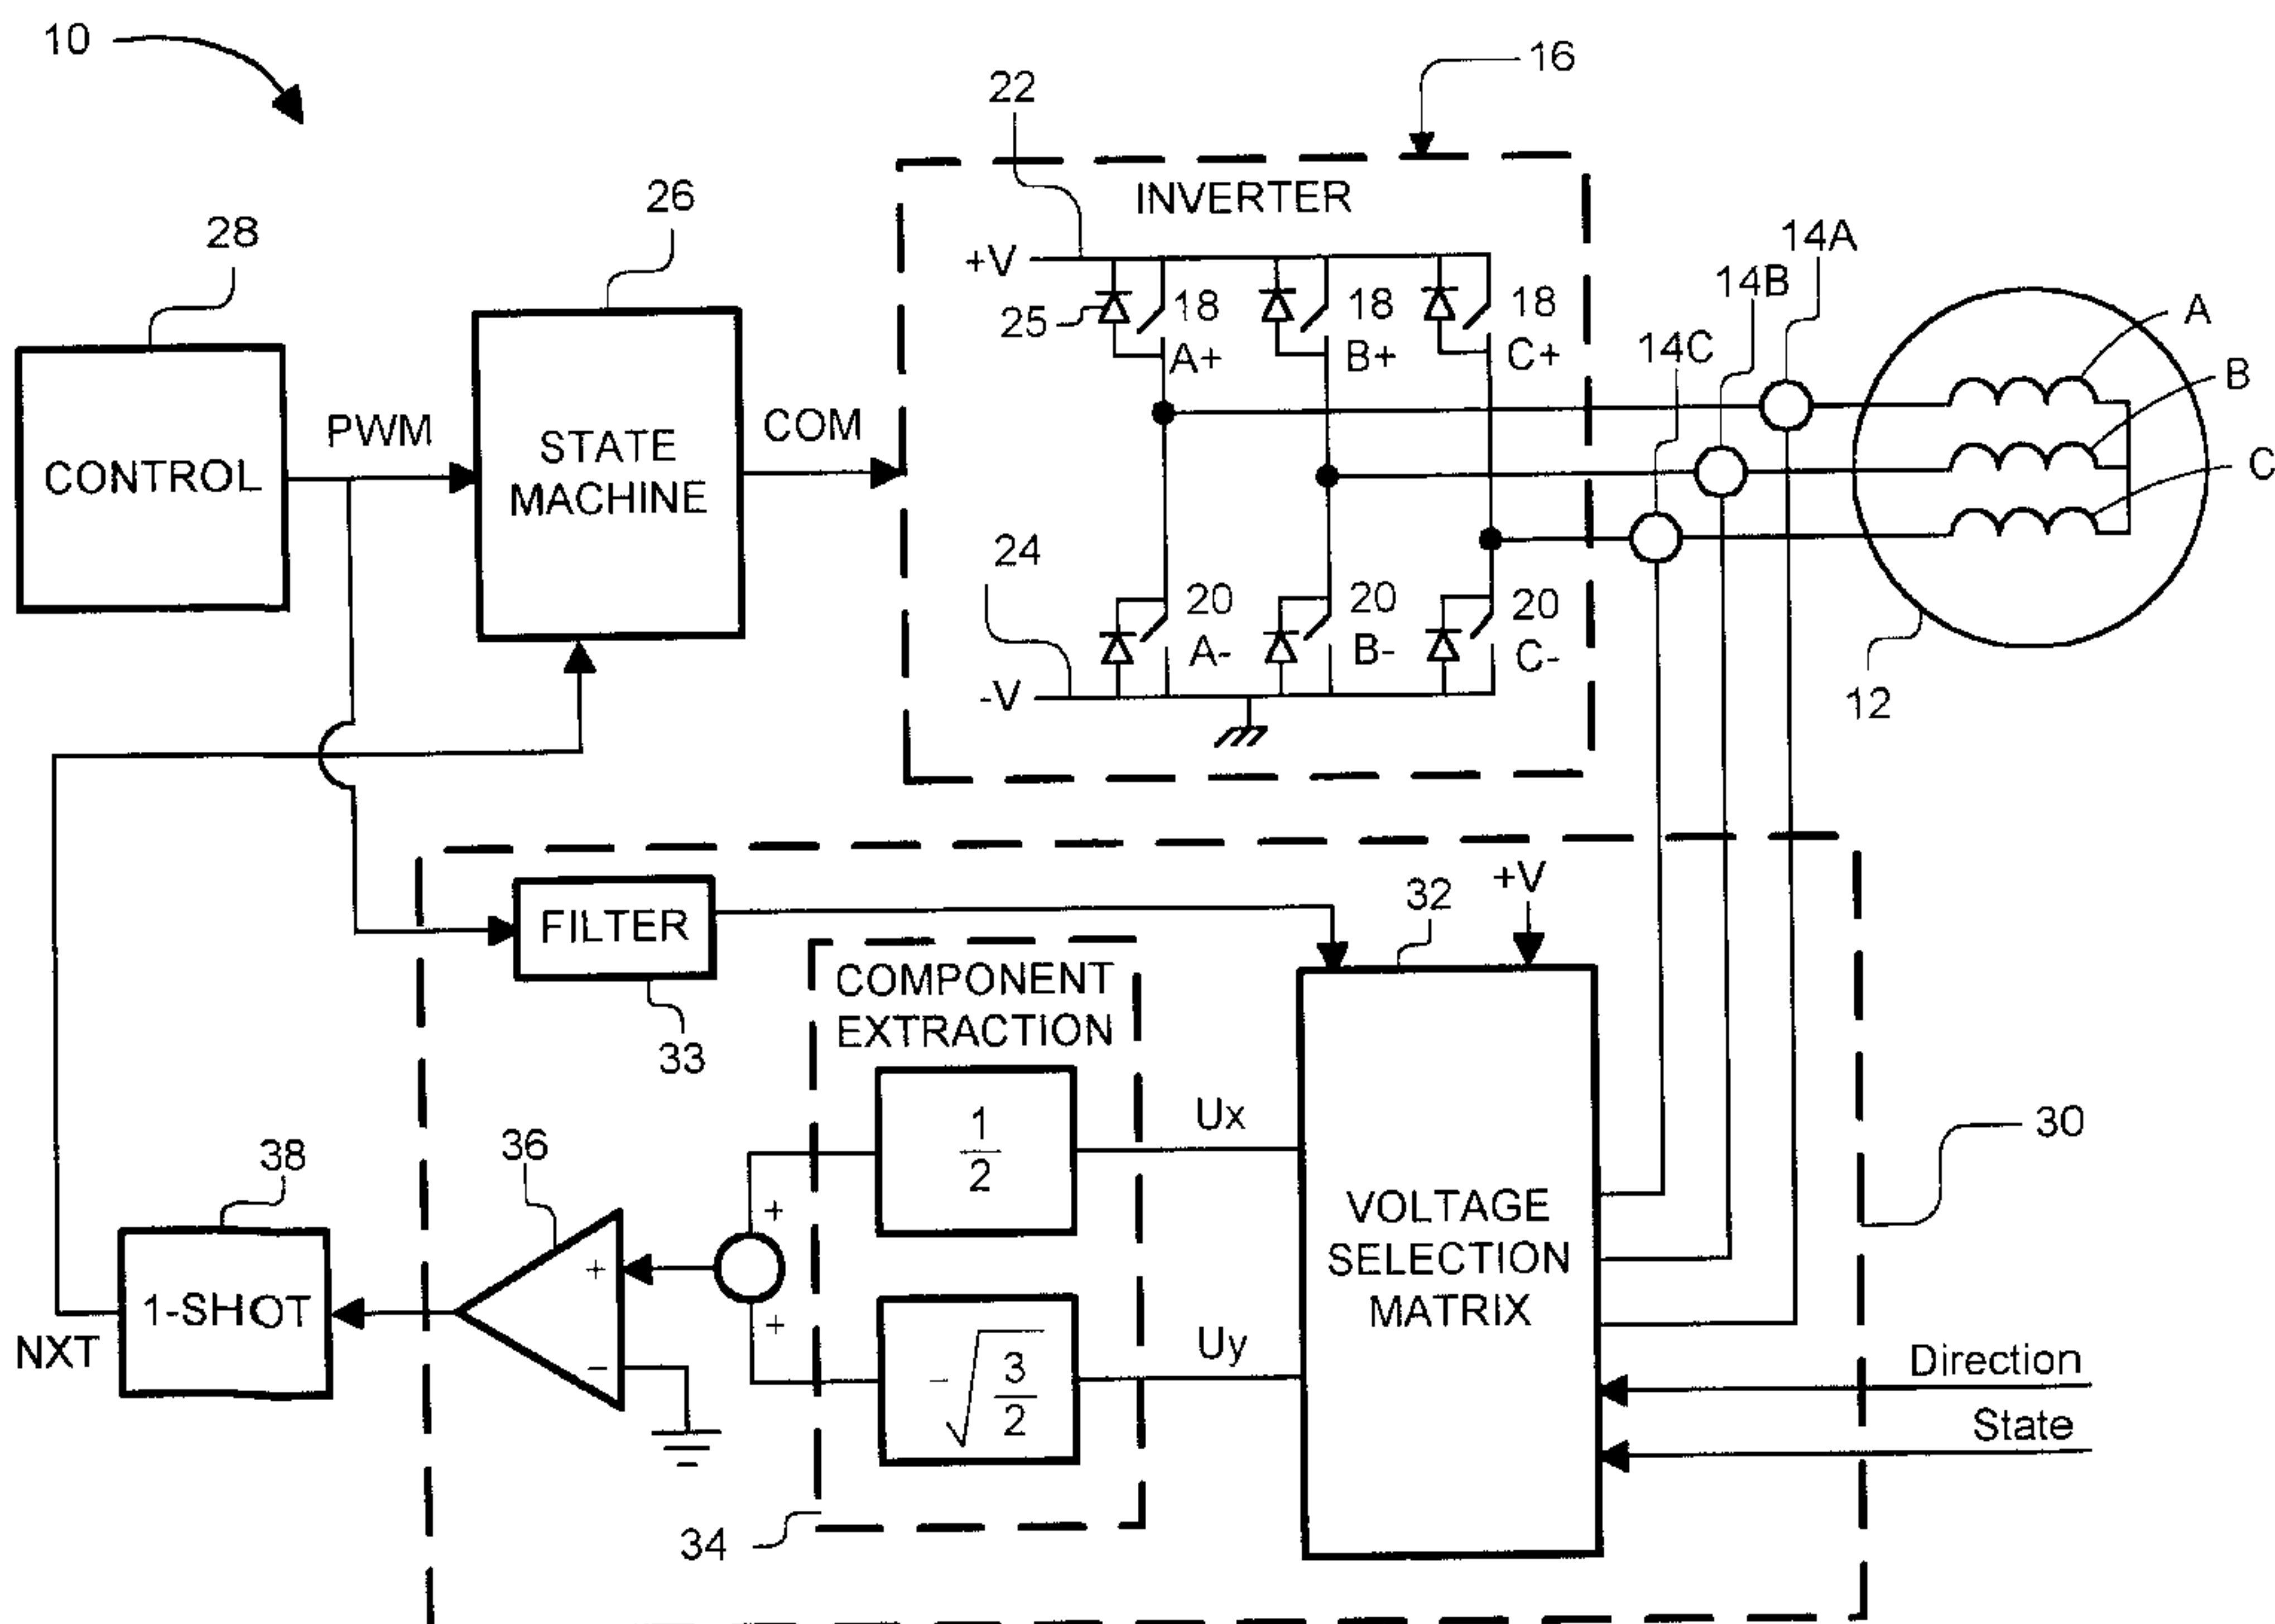 10
16
22
INVERTER
26
28
+V
25
18
A+
18
B+
18
C+
14A
14B
14C
A
B
C
CONTROL
PWM
STATE
MACHINE
COM
24
20
A-
20
B-
20
C-
-V
12
FILTER
33
32
+V
COMPONENT
EXTRACTION
1
2
Ux
30
38
36
+
+
+
-
1-SHOT
NXT
VOLTAGE
SELECTION
MATRIX
- √ 3
2
Uy
Direction
State
34